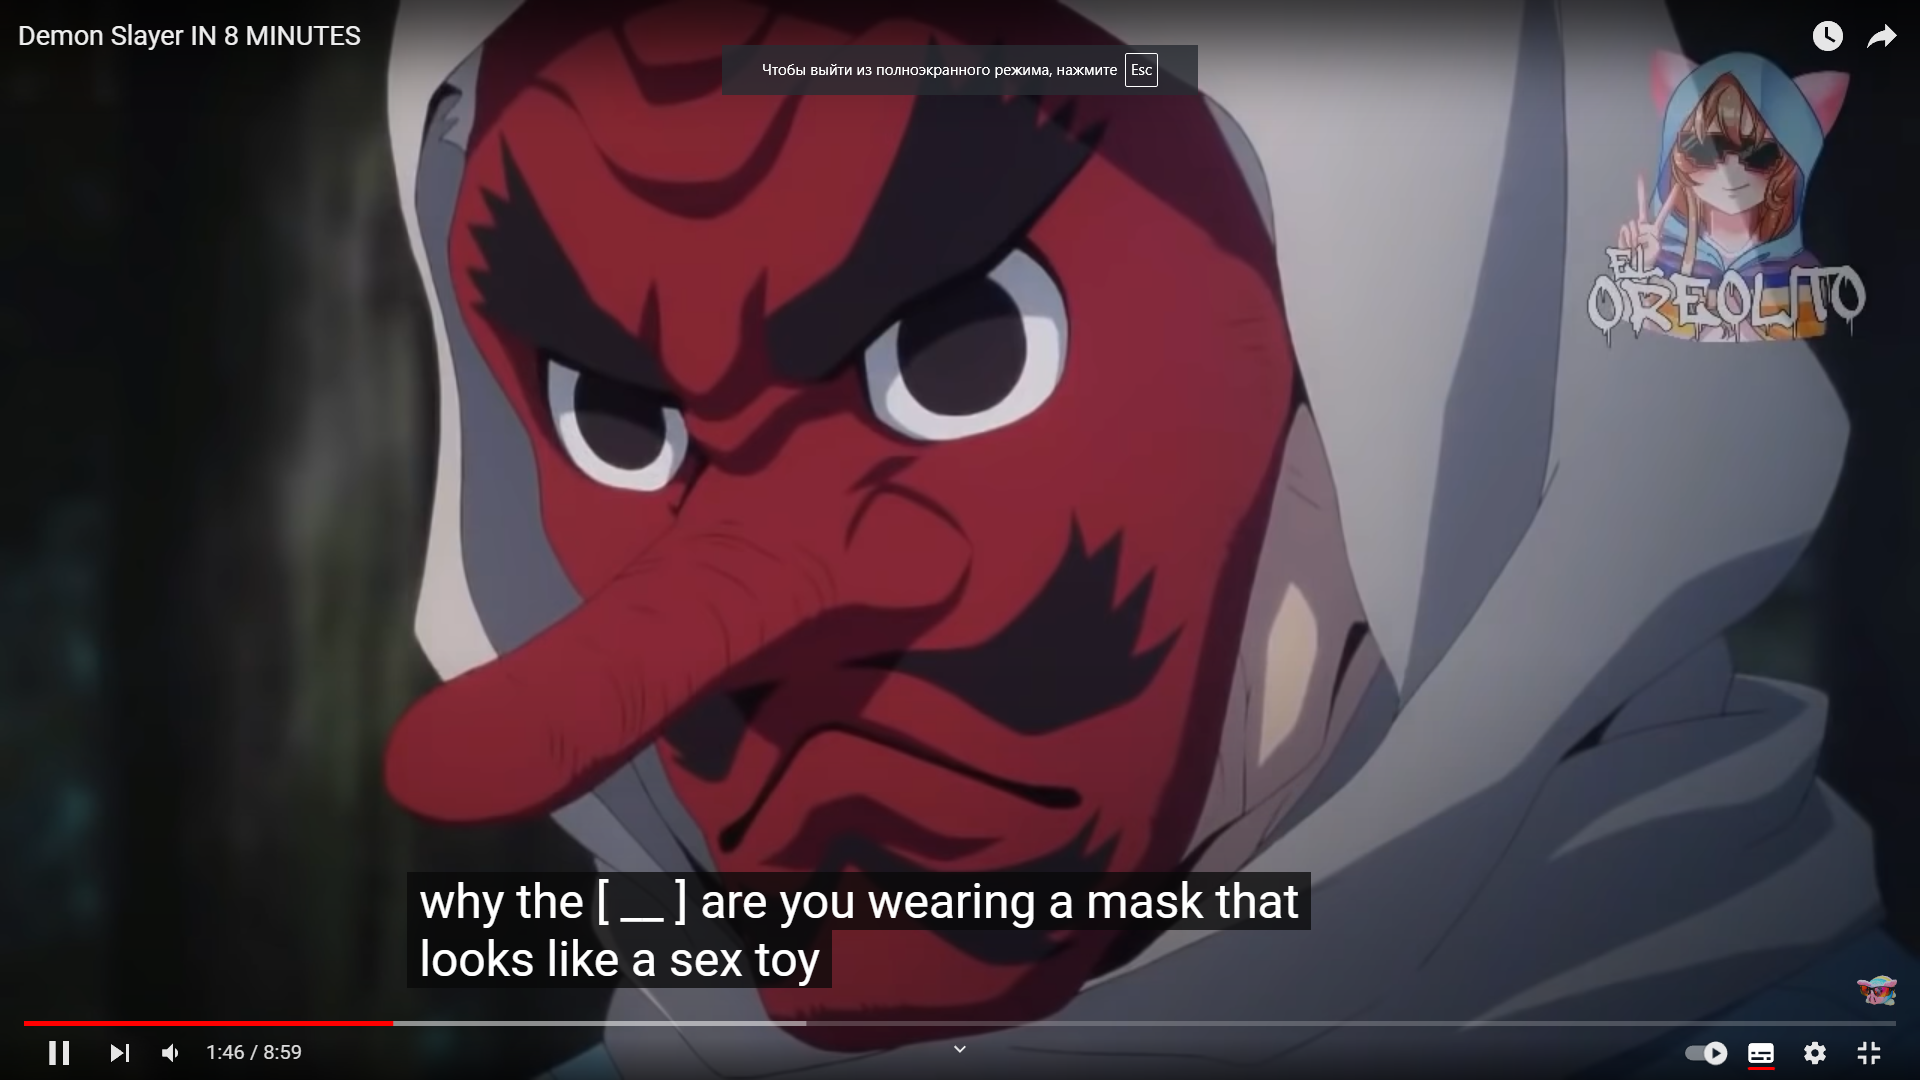 Demon Slayer IN 8 MINUTES
Чтобы выйти из полноэкранного режима, нажмите Esc
EL
OREOLITO
why the [ __ ] are you wearing a mask that
looks like a sex toy
1:46 / 8:59